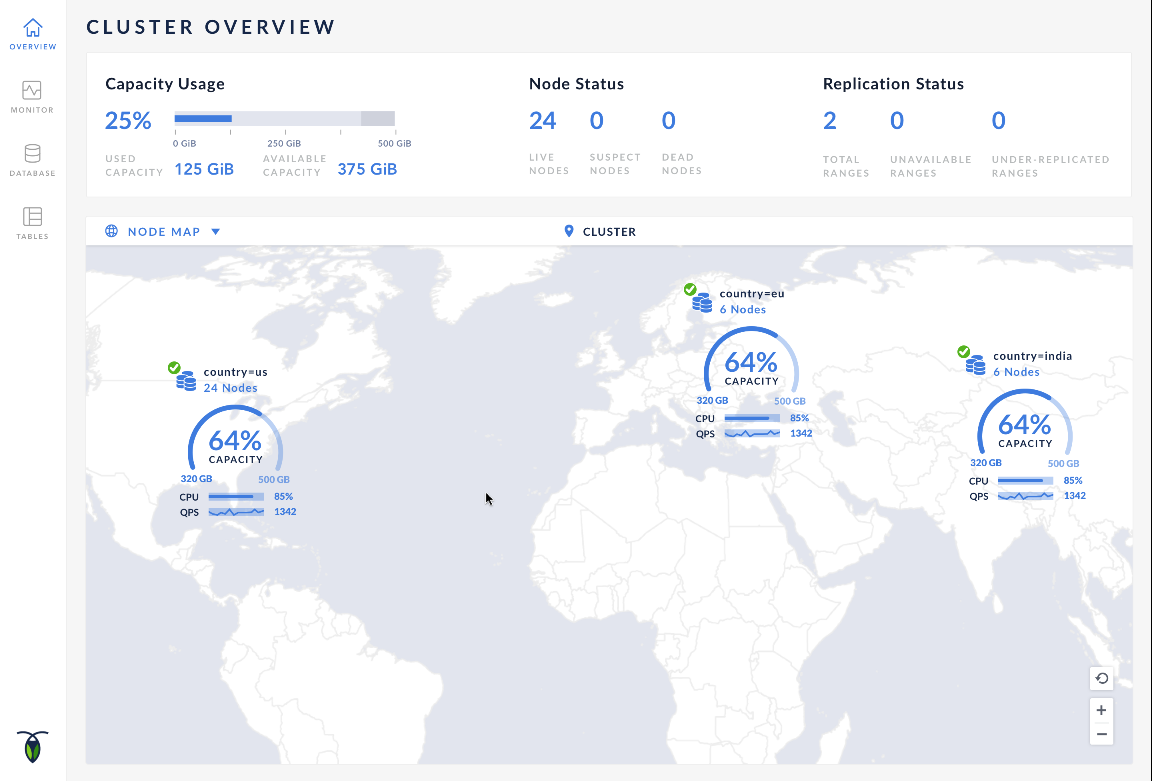 CLUSTER OVERVIEW
OVERVIEW
MONITOR
DATABASE
TABLES
Capacity Usage
25%
0 GiB
250 GiB
500 GiB
USED
CAPACITY
125 GiB
AVAILABLE
CAPACITY
375 GiB
Node Status
24
LIVE
NODES
0
SUSPECT
NODES
0
DEAD
NODES
Replication Status
2
TOTAL
RANGES
0
UNAVAILABLE
RANGES
0
UNDER-REPLICATED
RANGES
NODE MAP
CLUSTER
country=us
24 Nodes
64%
CAPACITY
320 GB
500 GB
CPU
85%
QPS
1342
country=eu
6 Nodes
64%
CAPACITY
320 GB
500 GB
CPU
85%
QPS
1342
country=india
6 Nodes
64%
CAPACITY
320 GB
500 GB
CPU
85%
QPS
1342
+
−